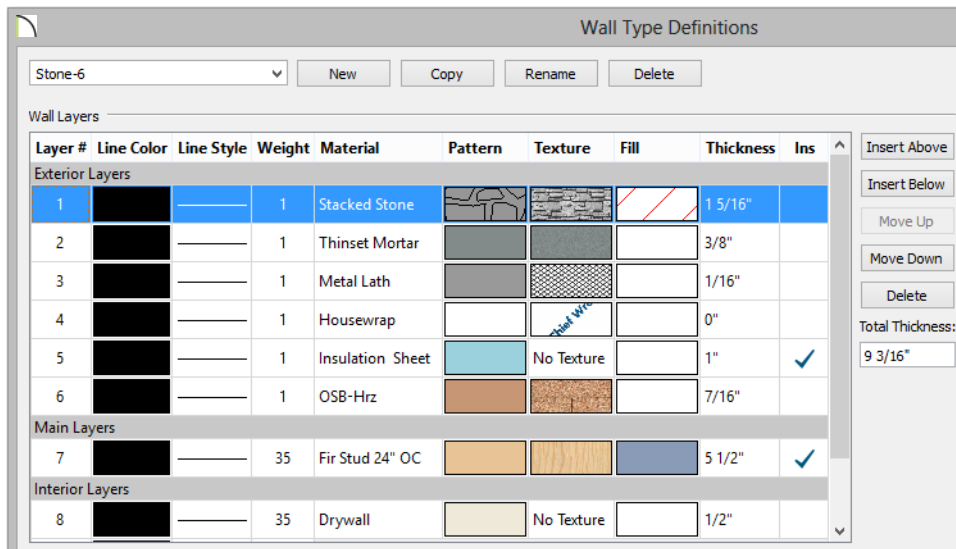 Wall Type Definitions
Stone-6 New Copy Rename Delete
Wall Layers
Layer # Line Color Line Style Weight Material Pattern Texture Fill Thickness Ins
Insert Above
Exterior Layers
1 1 Stacked Stone 1 5/16"
Insert Below
Move Up
2 1 Thinset Mortar 3/8"
Move Down
3 1 Metal Lath 1/16"
Delete
4 1 Housewrap 0"
Total Thickness:
9 3/16"
5 1 Insulation Sheet No Texture 1"
6 1 OSB-Hrz 7/16"
Main Layers
7 35 Fir Stud 24" OC 5 1/2"
Interior Layers
8 35 Drywall No Texture 1/2"